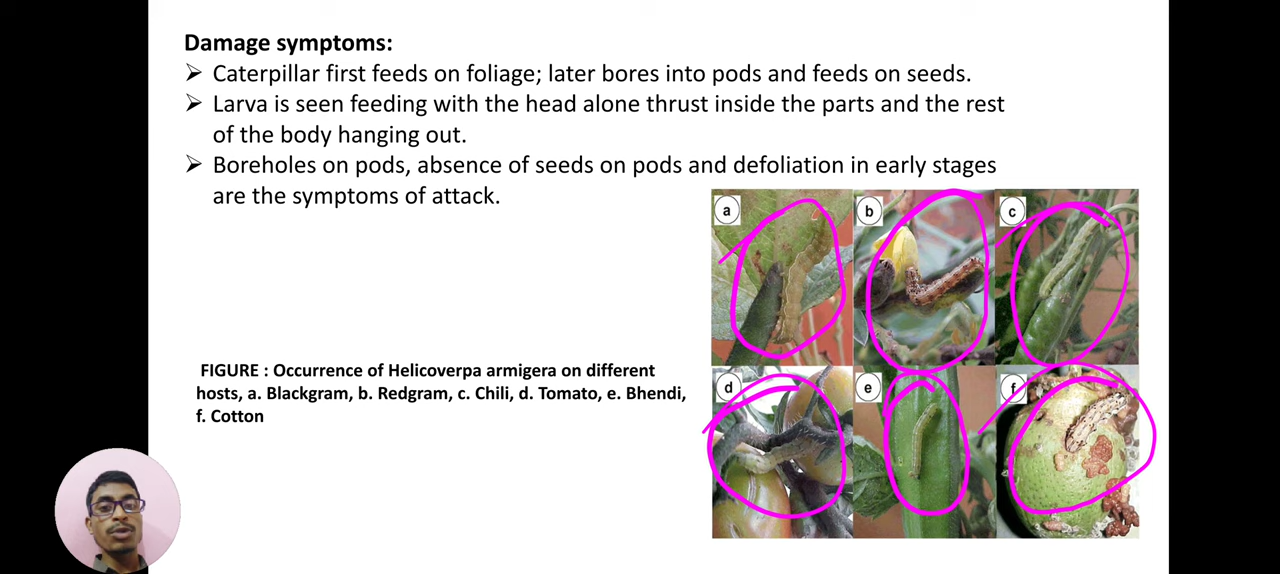 Damage symptoms:
➢ Caterpillar first feeds on foliage; later bores into pods and feeds on seeds.
➢ Larva is seen feeding with the head alone thrust inside the parts and the rest
of the body hanging out.
➢ Boreholes on pods, absence of seeds on pods and defoliation in early stages
are the symptoms of attack.
a
b
c
d
e
f
FIGURE : Occurrence of Helicoverpa armigera on different
hosts, a. Blackgram, b. Redgram, c. Chili, d. Tomato, e. Bhendi,
f. Cotton